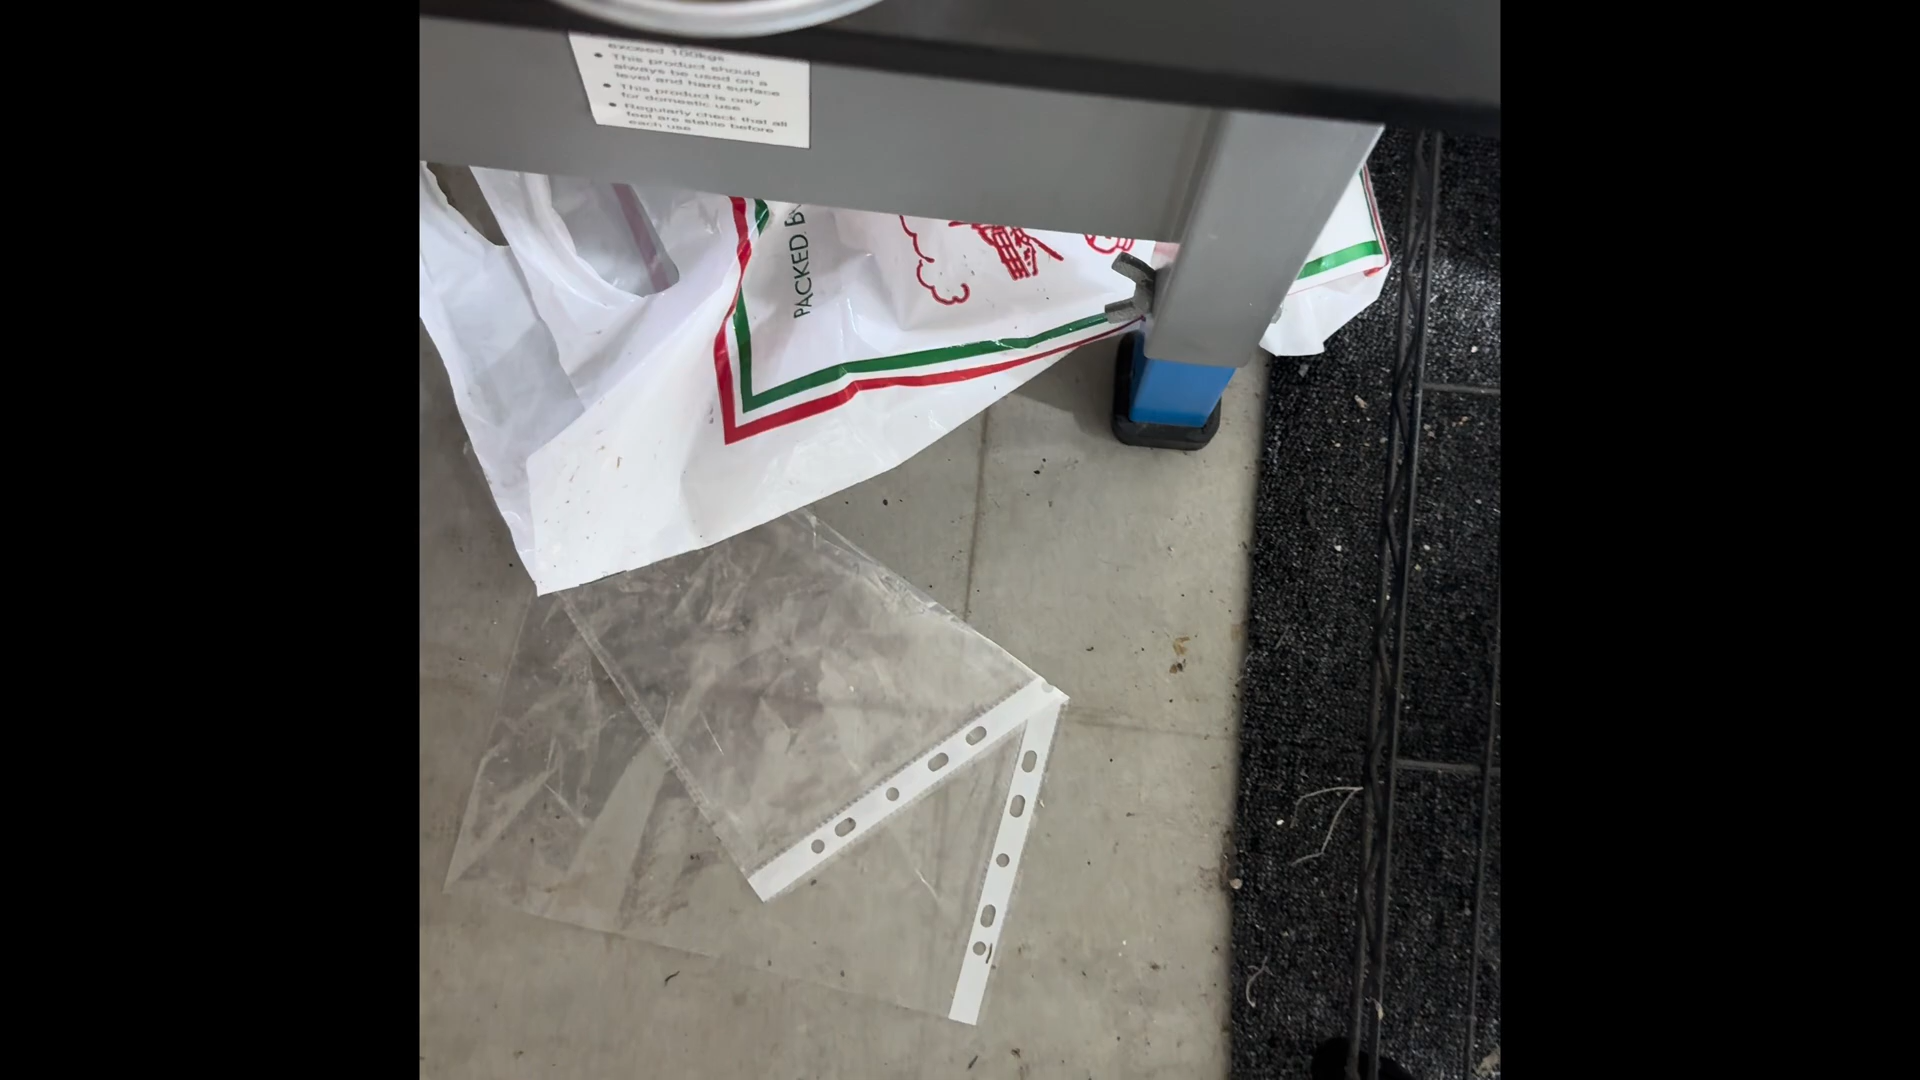 exceed 100kgs
• This product should
always be used on a
level and hard surface
• This product is only
for domestic use
• Regularly check that all
feet are stable before
each use
PACKED. BY